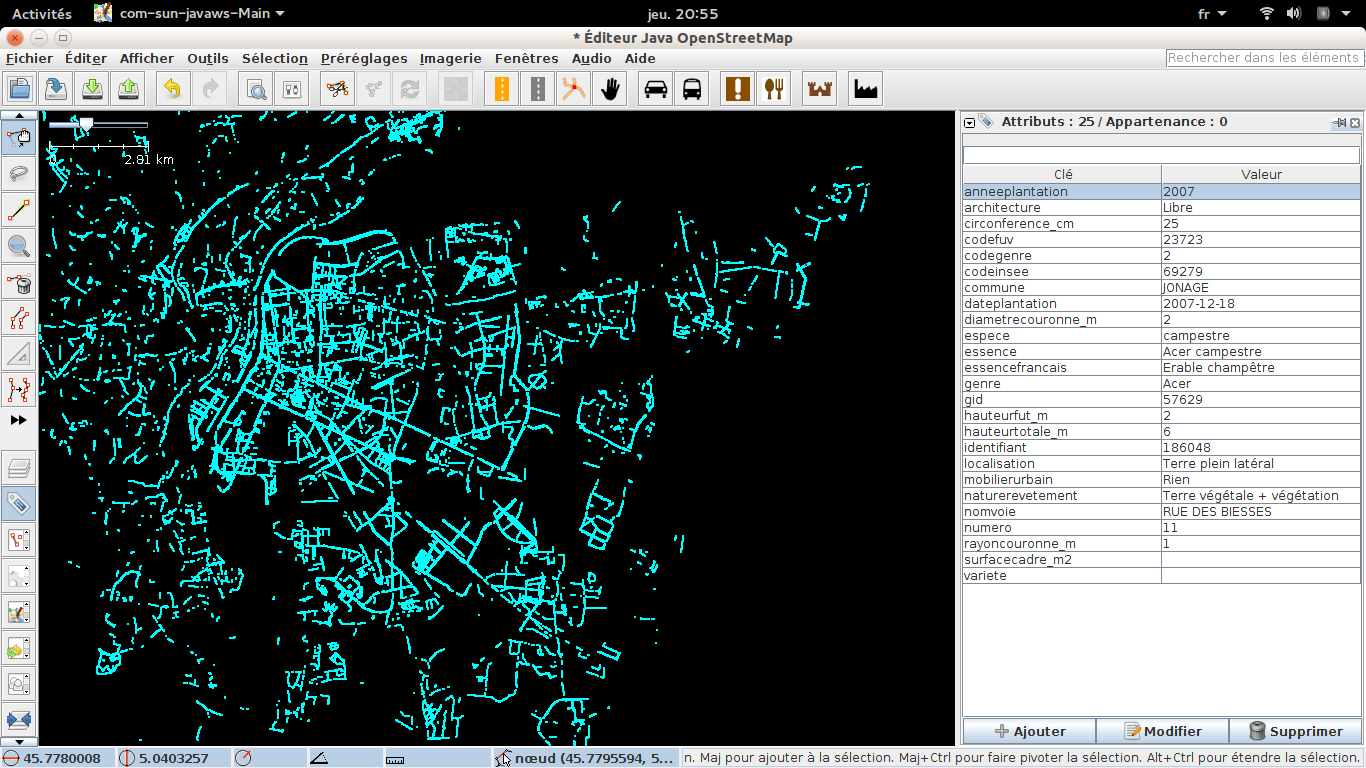 Activités com-sun-javaws-Main jeu. 20:55 fr
* Éditeur Java OpenStreetMap
Fichier Éditer Afficher Outils Sélection Préréglages Imagerie Fenêtres Audio Aide Rechercher dans les éléments
2.81 km
Attributs : 25 / Appartenance : 0
Clé Valeur
anneeplantation 2007
architecture Libre
circonference_cm 25
codefuv 23723
codegenre 2
codeinsee 69279
commune JONAGE
dateplantation 2007-12-18
diametrecouronne_m 2
espece campestre
essence Acer campestre
essencefrancais Erable champêtre
genre Acer
gid 57629
hauteurfut_m 2
hauteurtotale_m 6
identifiant 186048
localisation Terre plein latéral
mobilierurbain Rien
naturerevetement Terre végétale + végétation
nomvoie RUE DES BIESSES
numero 11
rayoncouronne_m 1
surfacecadre_m2
variete
Ajouter Modifier Supprimer
45.7780008 5.0403257 nœud (45.7795594, 5... n. Maj pour ajouter à la sélection. Maj+Ctrl pour faire pivoter la sélection. Alt+Ctrl pour étendre la sélection.